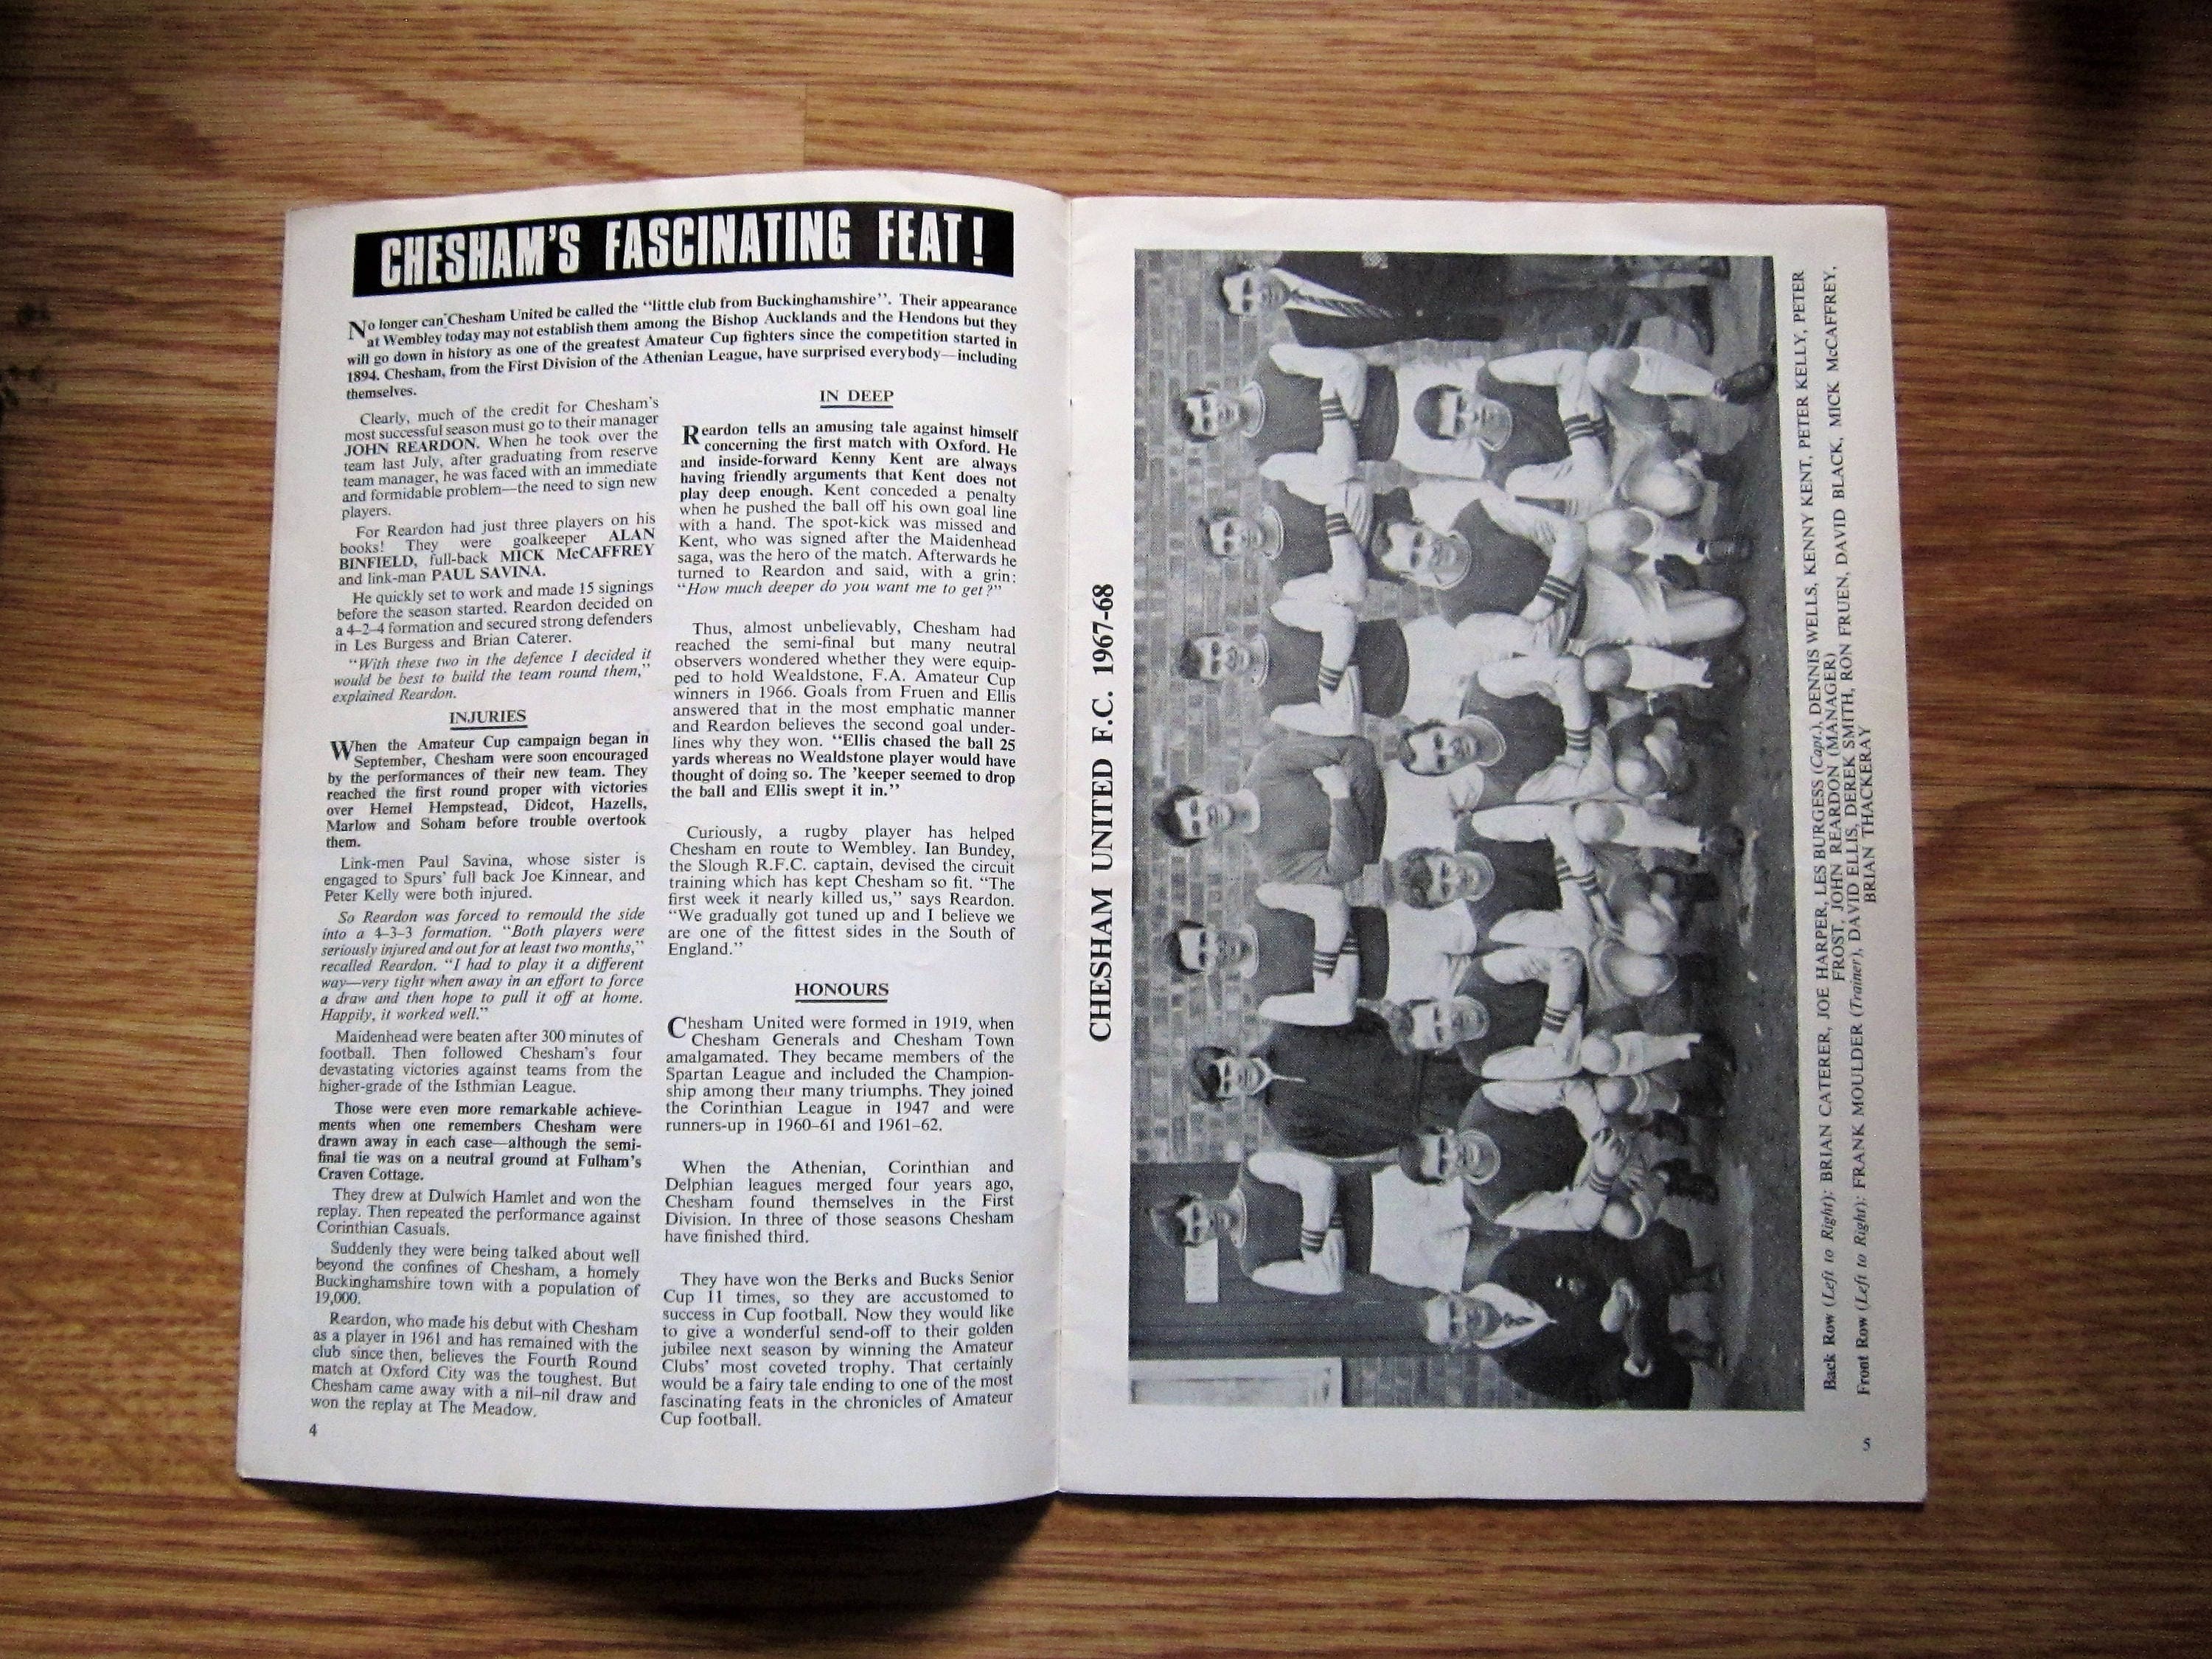 CHESHAM'S FASCINATING FEAT!
No longer can Chesham United be called the “little club from Buckinghamshire”. Their appearance
at Wembley today may not establish them among the Bishop Aucklands and the Hendons but they
will go down in history as one of the greatest Amateur Cup fighters since the competition started in
1894. Chesham, from the First Division of the Athenian League, have surprised everybody—including
themselves.
Clearly, much of the credit for Chesham's
most successful season must go to their manager
JOHN REARDON. When he took over the
team last July, after graduating from reserve
team manager, he was faced with an immediate
and formidable problem—the need to sign new
players.
For Reardon had just three players on his
books! They were goalkeeper ALAN
BINFIELD, full-back MICK McCAFFREY
and link-man PAUL SAVINA.
He quickly set to work and made 15 signings
before the season started. Reardon decided on
a 4–2–4 formation and secured strong defenders
in Les Burgess and Brian Caterer.
“With these two in the defence I decided it
would be best to build the team round them,”
explained Reardon.
INJURIES
When the Amateur Cup campaign began in
September, Chesham were soon encouraged
by the performances of their new team. They
reached the first round proper with victories
over Hemel Hempstead, Didcot, Hazells,
Marlow and Soham before trouble overtook
them.
Link-men Paul Savina, whose sister is
engaged to Spurs' full back Joe Kinnear, and
Peter Kelly were both injured.
So Reardon was forced to remould the side
into a 4–3–3 formation. “Both players were
seriously injured and out for at least two months,”
recalled Reardon. “I had to play it a different
way—very tight when away in an effort to force
a draw and then hope to pull it off at home.
Happily, it worked well.”
Maidenhead were beaten after 300 minutes of
football. Then followed Chesham's four
devastating victories against teams from the
higher-grade of the Isthmian League.
Those were even more remarkable achieve-
ments when one remembers Chesham were
drawn away in each case—although the semi-
final tie was on a neutral ground at Fulham's
Craven Cottage.
They drew at Dulwich Hamlet and won the
replay. Then repeated the performance against
Corinthian Casuals.
Suddenly they were being talked about well
beyond the confines of Chesham, a homely
Buckinghamshire town with a population of
19,000.
Reardon, who made his debut with Chesham
as a player in 1961 and has remained with the
club since then, believes the Fourth Round
match at Oxford City was the toughest. But
Chesham came away with a nil–nil draw and
won the replay at The Meadow.
4
IN DEEP
Reardon tells an amusing tale against himself
concerning the first match with Oxford. He
and inside-forward Kenny Kent are always
having friendly arguments that Kent does not
play deep enough. Kent conceded a penalty
when he pushed the ball off his own goal line
with a hand. The spot-kick was missed and
Kent, who was signed after the Maidenhead
saga, was the hero of the match. Afterwards he
turned to Reardon and said, with a grin:
“How much deeper do you want me to get?”
Thus, almost unbelievably, Chesham had
reached the semi-final but many neutral
observers wondered whether they were equip-
ped to hold Wealdstone, F.A. Amateur Cup
winners in 1966. Goals from Fruen and Ellis
answered that in the most emphatic manner
and Reardon believes the second goal under-
lines why they won. “Ellis chased the ball 25
yards whereas no Wealdstone player would have
thought of doing so. The 'keeper seemed to drop
the ball and Ellis swept it in.”
Curiously, a rugby player has helped
Chesham en route to Wembley. Ian Bundey,
the Slough R.F.C. captain, devised the circuit
training which has kept Chesham so fit. “The
first week it nearly killed us,” says Reardon.
“We gradually got tuned up and I believe we
are one of the fittest sides in the South of
England.”
HONOURS
Chesham United were formed in 1919, when
Chesham Generals and Chesham Town
amalgamated. They became members of the
Spartan League and included the Champion-
ship among their many triumphs. They joined
the Corinthian League in 1947 and were
runners-up in 1960–61 and 1961–62.
When the Athenian, Corinthian and
Delphian leagues merged four years ago,
Chesham found themselves in the First
Division. In three of those seasons Chesham
have finished third.
They have won the Berks and Bucks Senior
Cup 11 times, so they are accustomed to
success in Cup football. Now they would like
to give a wonderful send-off to their golden
jubilee next season by winning the Amateur
Clubs' most coveted trophy. That certainly
would be a fairy tale ending to one of the most
fascinating feats in the chronicles of Amateur
Cup football.
CHESHAM UNITED F.C. 1967-68
Back Row (Left to Right): BRIAN CATERER, JOE HARPER, LES BURGESS (Capt.), DENNIS WELLS, KENNY KENT, PETER KELLY, PETER
FROST, JOHN REARDON (MANAGER)
Front Row (Left to Right): FRANK MOULDER (Trainer), DAVID ELLIS, DEREK SMITH, RON FRUEN, DAVID BLACK, MICK McCAFFREY,
BRIAN THACKERAY
5